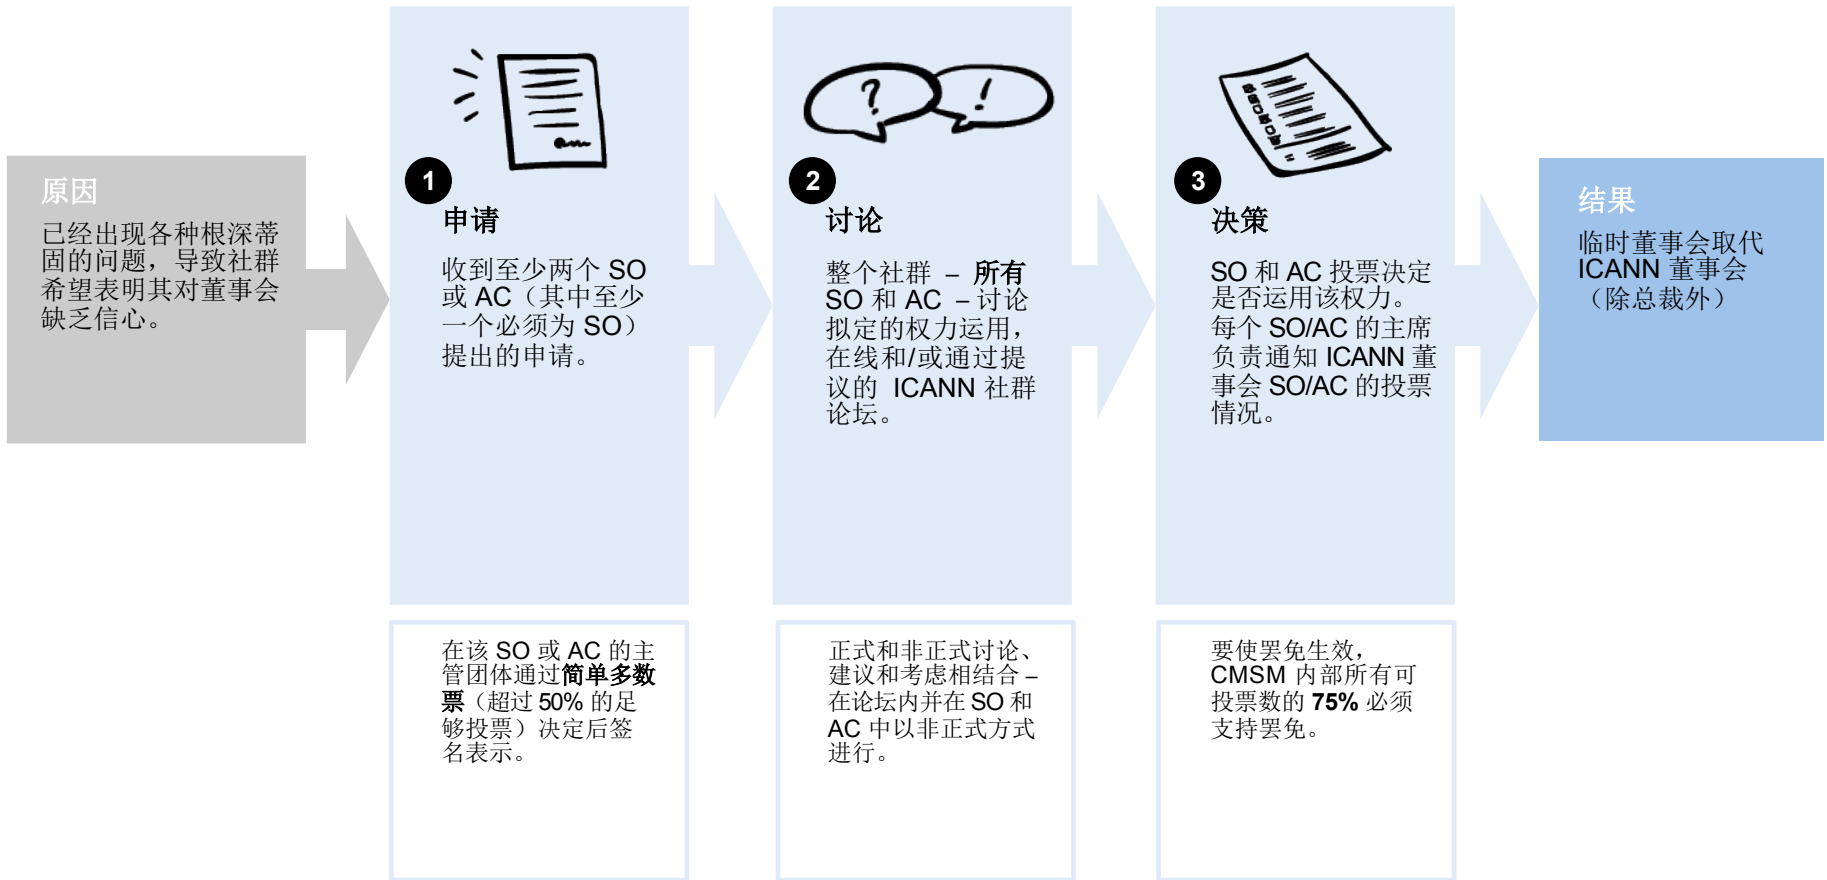 原因
已经出现各种根深蒂
固的问题，导致社群
希望表明其对董事会
缺乏信心。
1
申请
收到至少两个 SO
或 AC（其中至少
一个必须为 SO）
提出的申请。
在该 SO 或 AC 的主
管团体通过简单多数
票（超过 50% 的足
够投票）决定后签
名表示。
2
讨论
整个社群 – 所有
SO 和 AC – 讨论
拟定的权力运用，
在线和/或通过提
议的 ICANN 社群
论坛。
正式和非正式讨论、
建议和考虑相结合 –
在论坛内并在 SO 和
AC 中以非正式方式
进行。
3
决策
SO 和 AC 投票决定
是否运用该权力。
每个 SO/AC 的主席
负责通知 ICANN 董
事会 SO/AC 的投票
情况。
要使罢免生效，
CMSM 内部所有可
投票数的 75% 必须
支持罢免。
结果
临时董事会取代
ICANN 董事会
（除总裁外）